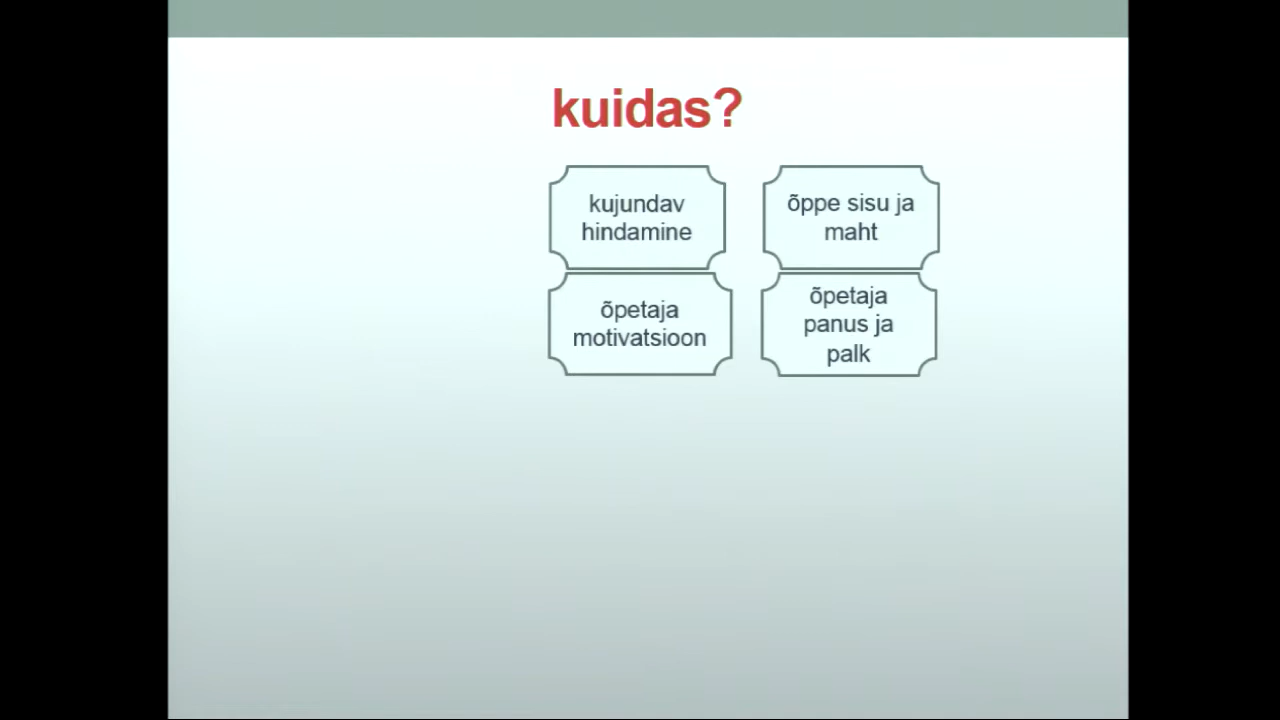 kuidas?
kujundav
hindamine
õppe sisu ja
maht
õpetaja
motivatsioon
õpetaja
panus ja
palk